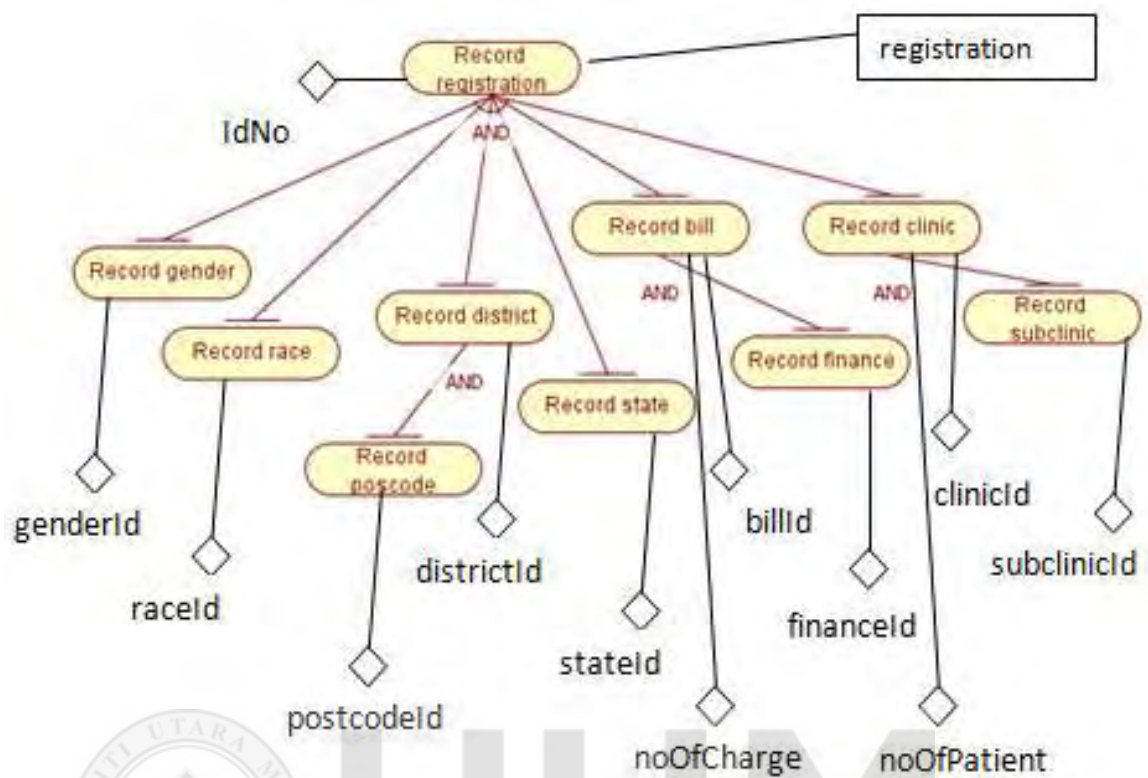 Record
registration
registration
IdNo
AND
Record gender
Record race
Record district
AND
Record
poscode
Record state
Record bill
AND
Record finance
Record clinic
AND
Record
subclinic
genderId
raceId
postcodeId
districtId
stateId
billId
noOfCharge
financeId
clinicId
noOfPatient
subclinicId
UTARA